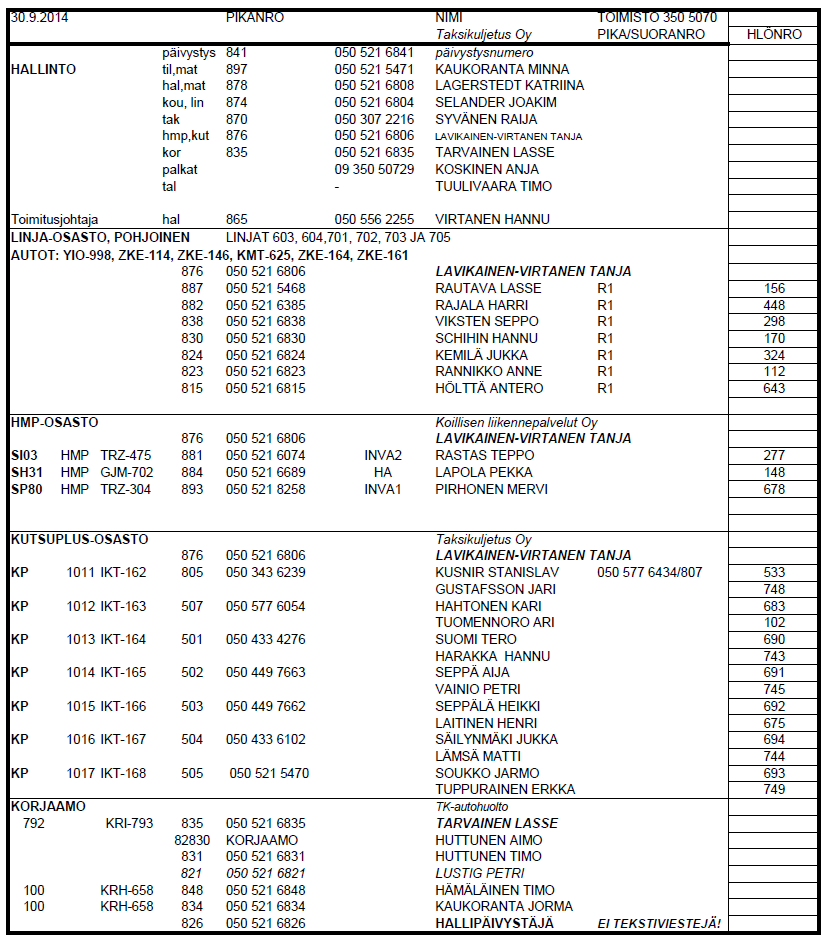 30.9.2014 PIKANRO NIMI TOIMISTO 350 5070
Taksikuljetus Oy PIKA/SUORANRO HLÖNRO
päivystys 841 050 521 6841 päivystysnumero
HALLINTO til,mat 897 050 521 5471 KAUKORANTA MINNA
hal,mat 878 050 521 6808 LAGERSTEDT KATRIINA
kou, lin 874 050 521 6804 SELANDER JOAKIM
tak 870 050 307 2216 SYVÄNEN RAIJA
hmp,kut 876 050 521 6806 LAVIKAINEN-VIRTANEN TANJA
kor 835 050 521 6835 TARVAINEN LASSE
palkat 09 350 50729 KOSKINEN ANJA
tal - TUULIVAARA TIMO
Toimitusjohtaja hal 865 050 556 2255 VIRTANEN HANNU
LINJA-OSASTO, POHJOINEN LINJAT 603, 604,701, 702, 703 JA 705
AUTOT: YIO-998, ZKE-114, ZKE-146, KMT-625, ZKE-164, ZKE-161
876 050 521 6806 LAVIKAINEN-VIRTANEN TANJA
887 050 521 5468 RAUTAVA LASSE R1 156
882 050 521 6385 RAJALA HARRI R1 448
838 050 521 6838 VIKSTEN SEPPO R1 298
830 050 521 6830 SCHIHIN HANNU R1 170
824 050 521 6824 KEMILÄ JUKKA R1 324
823 050 521 6823 RANNIKKO ANNE R1 112
815 050 521 6815 HÖLTTÄ ANTERO R1 643
HMP-OSASTO Koillisen liikennepalvelut Oy
876 050 521 6806 LAVIKAINEN-VIRTANEN TANJA
SI03 HMP TRZ-475 881 050 521 6074 INVA2 RASTAS TEPPO 277
SH31 HMP GJM-702 884 050 521 6689 HA LAPOLA PEKKA 148
SP80 HMP TRZ-304 893 050 521 8258 INVA1 PIRHONEN MERVI 678
KUTSUPLUS-OSASTO Taksikuljetus Oy
876 050 521 6806 LAVIKAINEN-VIRTANEN TANJA
KP 1011 IKT-162 805 050 343 6239 KUSNIR STANISLAV 050 577 6434/807 533
GUSTAFSSON JARI 748
KP 1012 IKT-163 507 050 577 6054 HAHTONEN KARI 683
TUOMENNORO ARI 102
KP 1013 IKT-164 501 050 433 4276 SUOMI TERO 690
HARAKKA HANNU 743
KP 1014 IKT-165 502 050 449 7663 SEPPÄ AIJA 691
VAINIO PETRI 745
KP 1015 IKT-166 503 050 449 7662 SEPPÄLÄ HEIKKI 692
LAITINEN HENRI 675
KP 1016 IKT-167 504 050 433 6102 SÄILYNMÄKI JUKKA 694
LÄMSÄ MATTI 744
KP 1017 IKT-168 505 050 521 5470 SOUKKO JARMO 693
TUPPURAINEN ERKKA 749
KORJAAMO TK-autohuolto
792 KRI-793 835 050 521 6835 TARVAINEN LASSE
82830 KORJAAMO HUTTUNEN AIMO
831 050 521 6831 HUTTUNEN TIMO
821 050 521 6821 LUSTIG PETRI
100 KRH-658 848 050 521 6848 HÄMÄLÄINEN TIMO
100 KRH-658 834 050 521 6834 KAUKORANTA JORMA
826 050 521 6826 HALLIPÄIVYSTÄJÄ EI TEKSTIVIESTEJÄ!